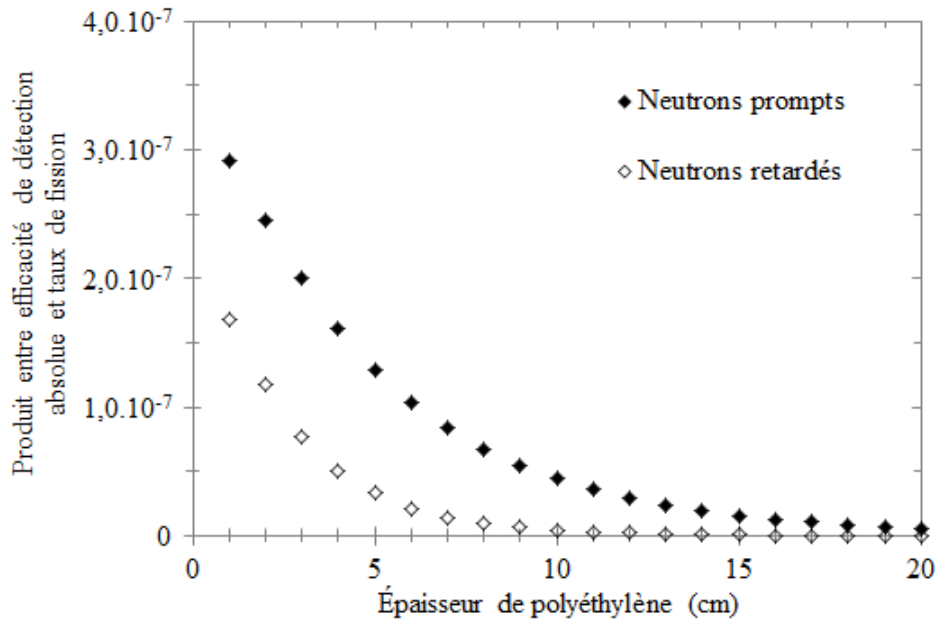 4,0.10-7
3,0.10-7
2,0.10-7
1,0.10-7
0
Produit entre efficacité de détection
absolue et taux de fission
Neutrons prompts
Neutrons retardés
0 5 10 15 20
Épaisseur de polyéthylène (cm)